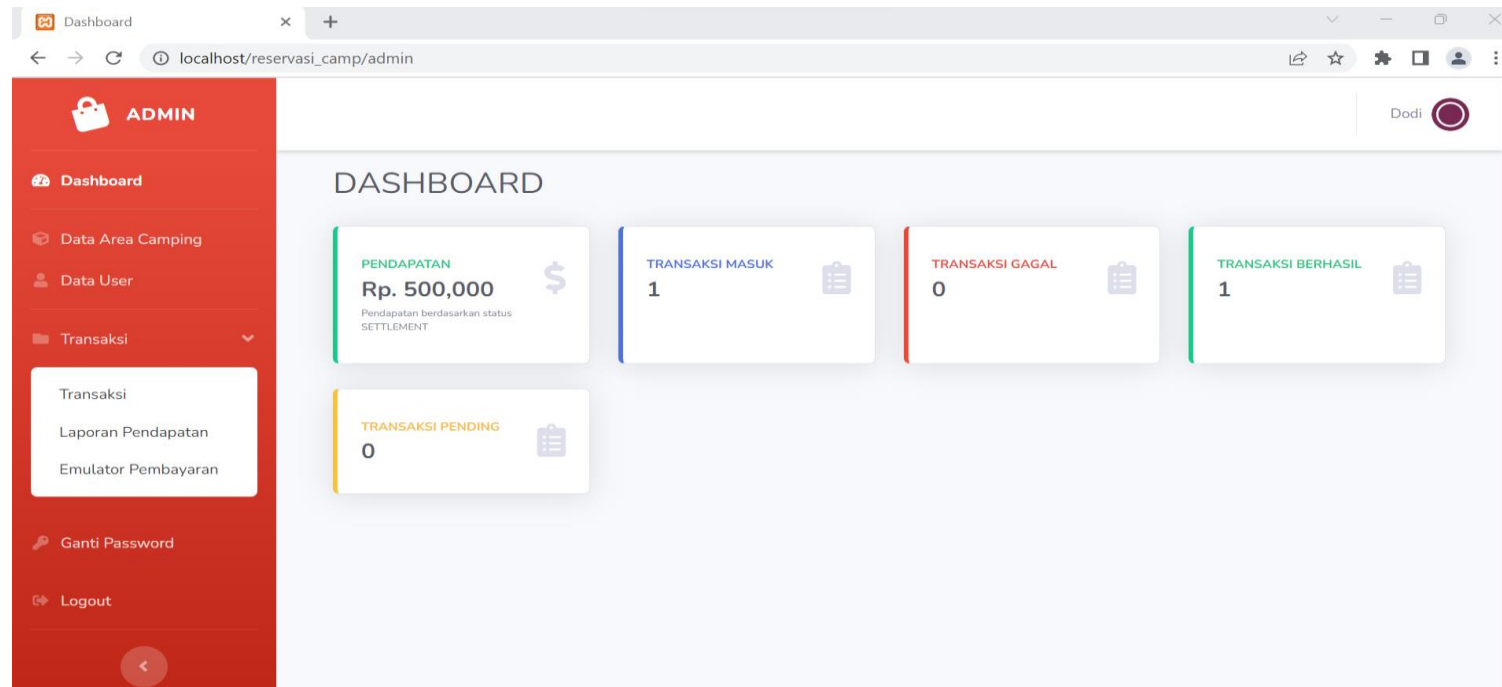 Dashboard
localhost/reservasi_camp/admin
ADMIN
Dodi
Dashboard
Data Area Camping
Data User
Transaksi
Transaksi
Laporan Pendapatan
Emulator Pembayaran
Ganti Password
Logout
DASHBOARD
PENDAPATAN
Rp. 500,000
Pendapatan berdasarkan status
SETTLEMENT
TRANSAKSI MASUK
1
TRANSAKSI GAGAL
0
TRANSAKSI BERHASIL
1
TRANSAKSI PENDING
0